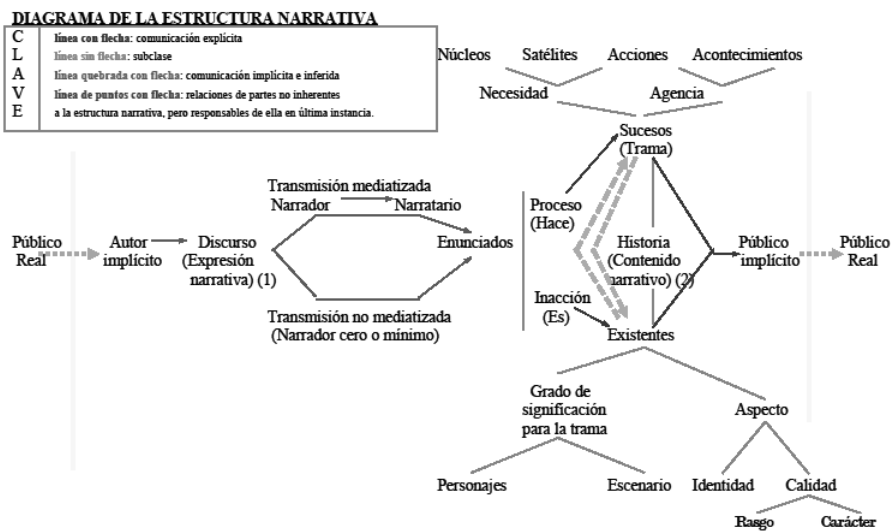 DIAGRAMA DE LA ESTRUCTURA NARRATIVA
C línea con flecha: comunicación explícita
L línea sin flecha: subclase
A línea quebrada con flecha: comunicación implícita e inferida
V línea de puntos con flecha: relaciones de partes no inherentes
E a la estructura narrativa, pero responsables de ella en última instancia.
Núcleos Satélites Acciones Acontecimientos
Necesidad Agencia
Sucesos
(Trama)
Transmisión mediatizada
Narrador Narratario
Proceso
(Hace)
Público
Real
Autor
implícito
Discurso
(Expresión
narrativa) (1)
Enunciados
Historia
(Contenido
narrativo) (2)
Público
implícito
Público
Real
Inacción
(Es)
Transmisión no mediatizada
(Narrador cero o mínimo)
Existentes
Grado de
significación
para la trama
Aspecto
Personajes Escenario Identidad Calidad
Rasgo Carácter